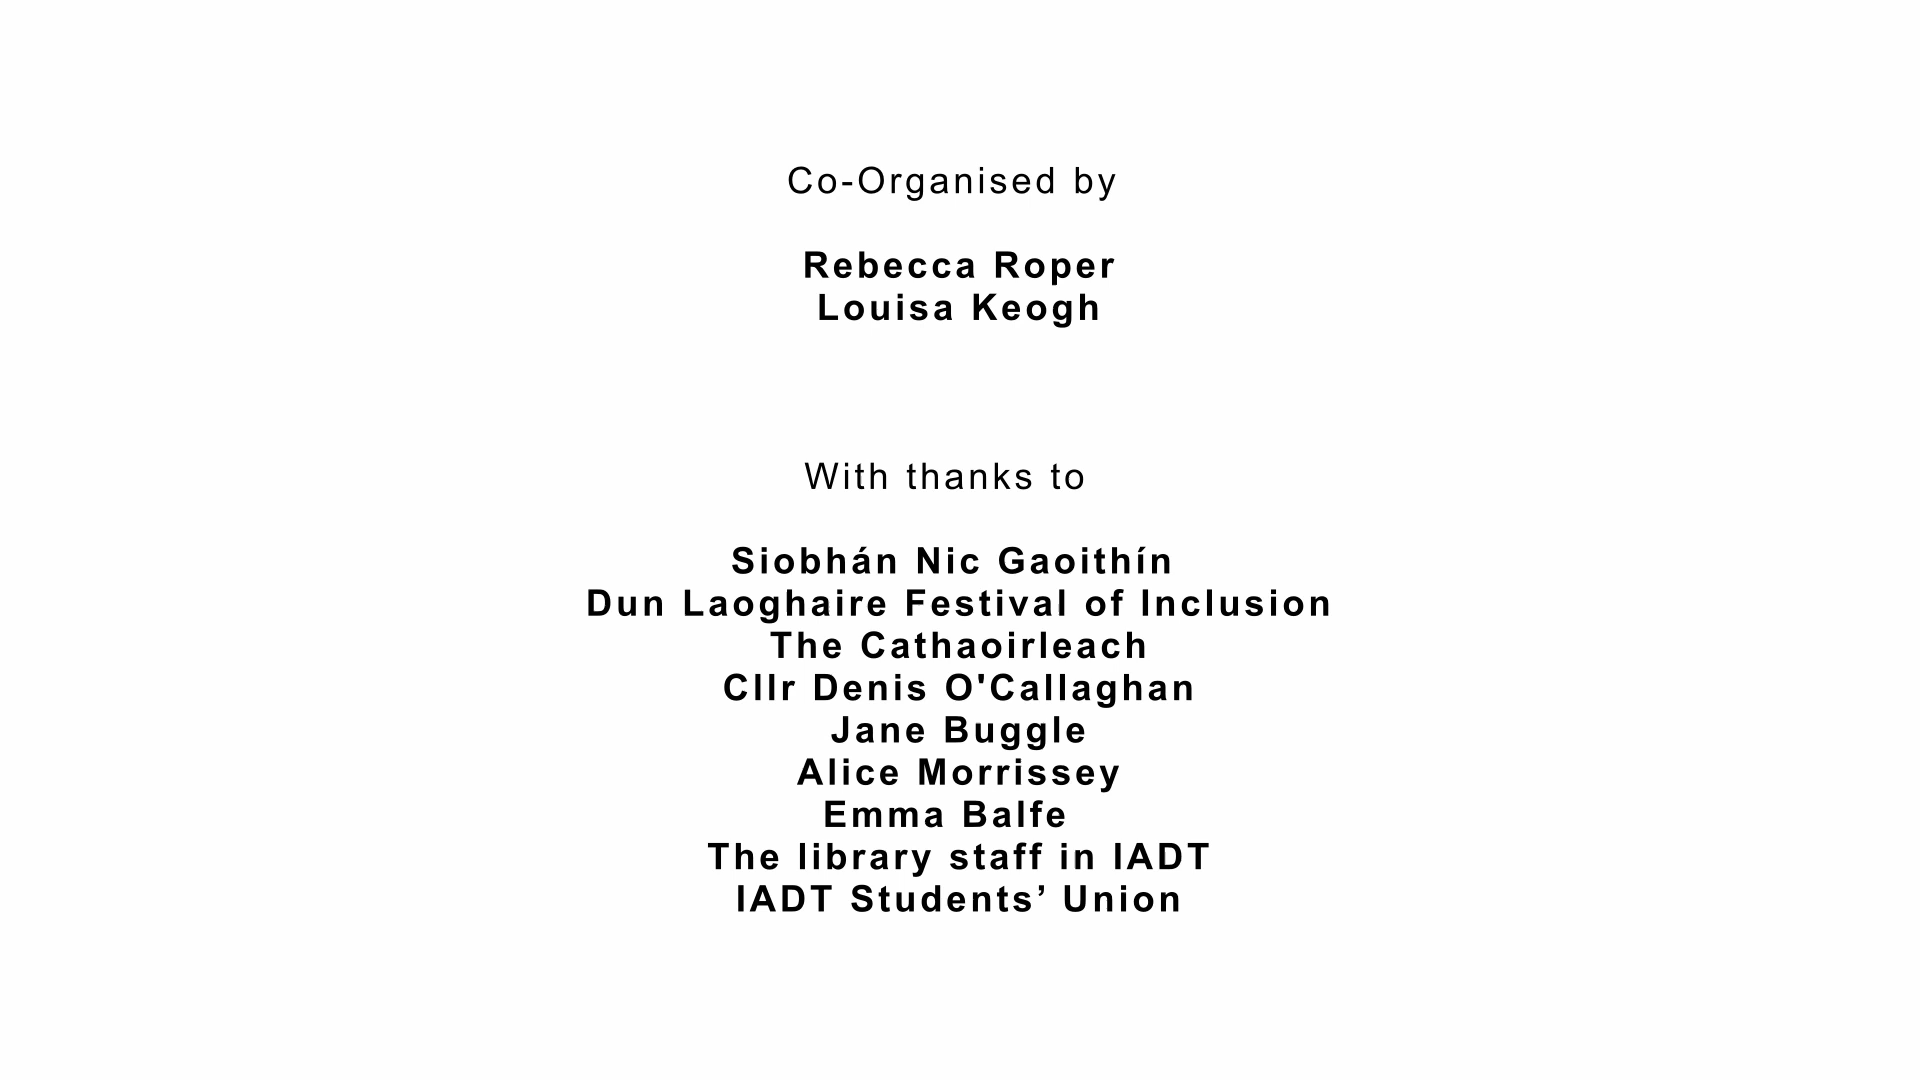 Co-Organised by
Rebecca Roper
Louisa Keogh
With thanks to
Siobhán Nic Gaoithín
Dun Laoghaire Festival of Inclusion
The Cathaoirleach
Cllr Denis O'Callaghan
Jane Buggle
Alice Morrissey
Emma Balfe
The library staff in IADT
IADT Students’ Union